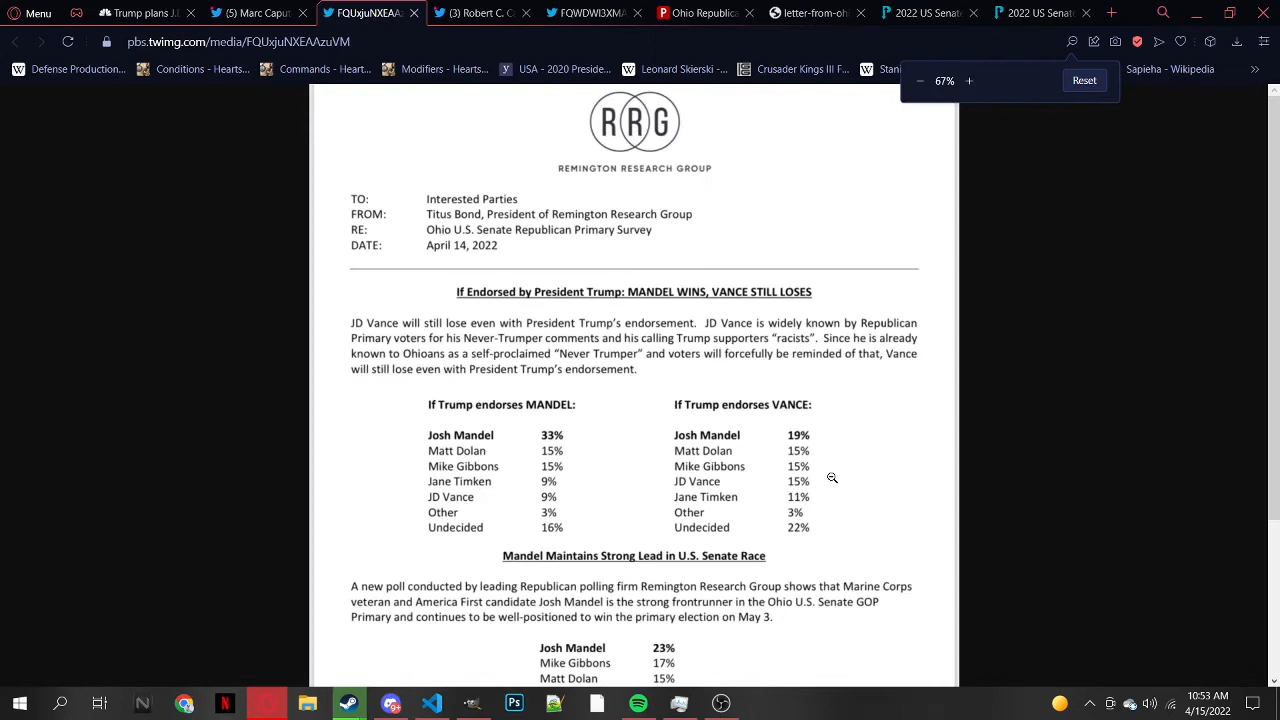 Menu
Trump plans J.
Marc Caput
FQUxjuNXEA
Robert C. C
FQWDWM3X
Ohio Republica
letter-from-oh
2022 US Senat
2022 US Senat
pbs.twimg.com/media/FQUxjuNXEAAzuVM
Defense Production...
Conditions - Hearts...
Commands - Heart...
Modifiers - Hearts...
USA - 2020 Presid...
Leonard Sierski -...
Crusader Kings III F...
Stan
Sapiehа - Wikipedia
67%
Reset
RRG
REMINGTON RESEARCH GROUP
TO: Interested Parties
FROM: Titus Bond, President of Remington Research Group
RE: Ohio U.S. Senate Republican Primary Survey
DATE: April 14, 2022
If Endorsed by President Trump: MANDEL WINS, VANCE STILL LOSES
JD Vance will still lose even with President Trump’s endorsement. JD Vance is widely known by Republican
Primary voters for his Never-Trumper comments and his calling Trump supporters “racists”. Since he is already
known to Ohioans as a self-proclaimed “Never Trumper” and voters will forcefully be reminded of that, Vance
will still lose even with President Trump’s endorsement.
If Trump endorses MANDEL:
Josh Mandel 33%
Matt Dolan 15%
Mike Gibbons 15%
Jane Timken 9%
JD Vance 9%
Other 3%
Undecided 16%
If Trump endorses VANCE:
Josh Mandel 19%
Matt Dolan 15%
Mike Gibbons 15%
JD Vance 15%
Jane Timken 11%
Other 3%
Undecided 22%
Mandel Maintains Strong Lead in U.S. Senate Race
A new poll conducted by leading Republican polling firm Remington Research Group shows that Marine Corps
veteran and America First candidate Josh Mandel is the strong frontrunner in the Ohio U.S. Senate GOP
Primary and continues to be well-positioned to win the primary election on May 3.
Josh Mandel 23%
Mike Gibbons 17%
Matt Dolan 15%
10:53 AM
4/15/2022